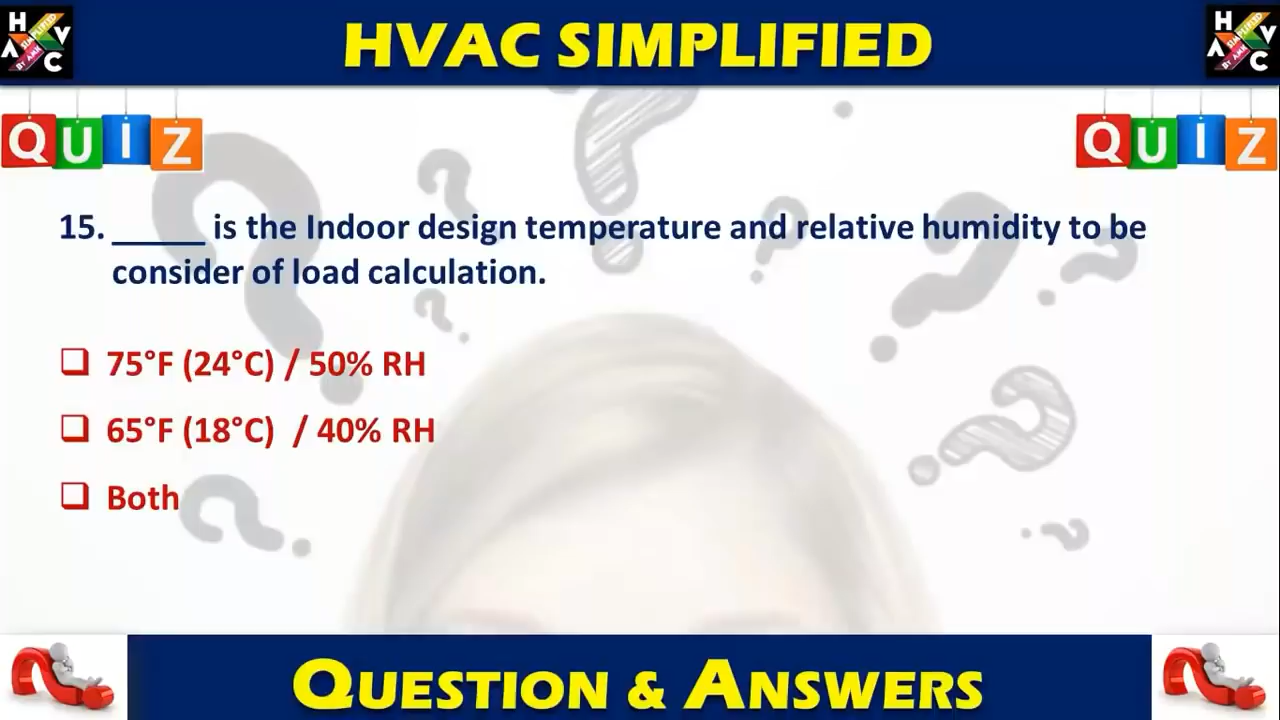 HVAC SIMPLIFIED
QUIZ
QUIZ
15. _____ is the Indoor design temperature and relative humidity to be
consider of load calculation.
❑ 75°F (24°C) / 50% RH
❑ 65°F (18°C) / 40% RH
❑ Both
QUESTION & ANSWERS